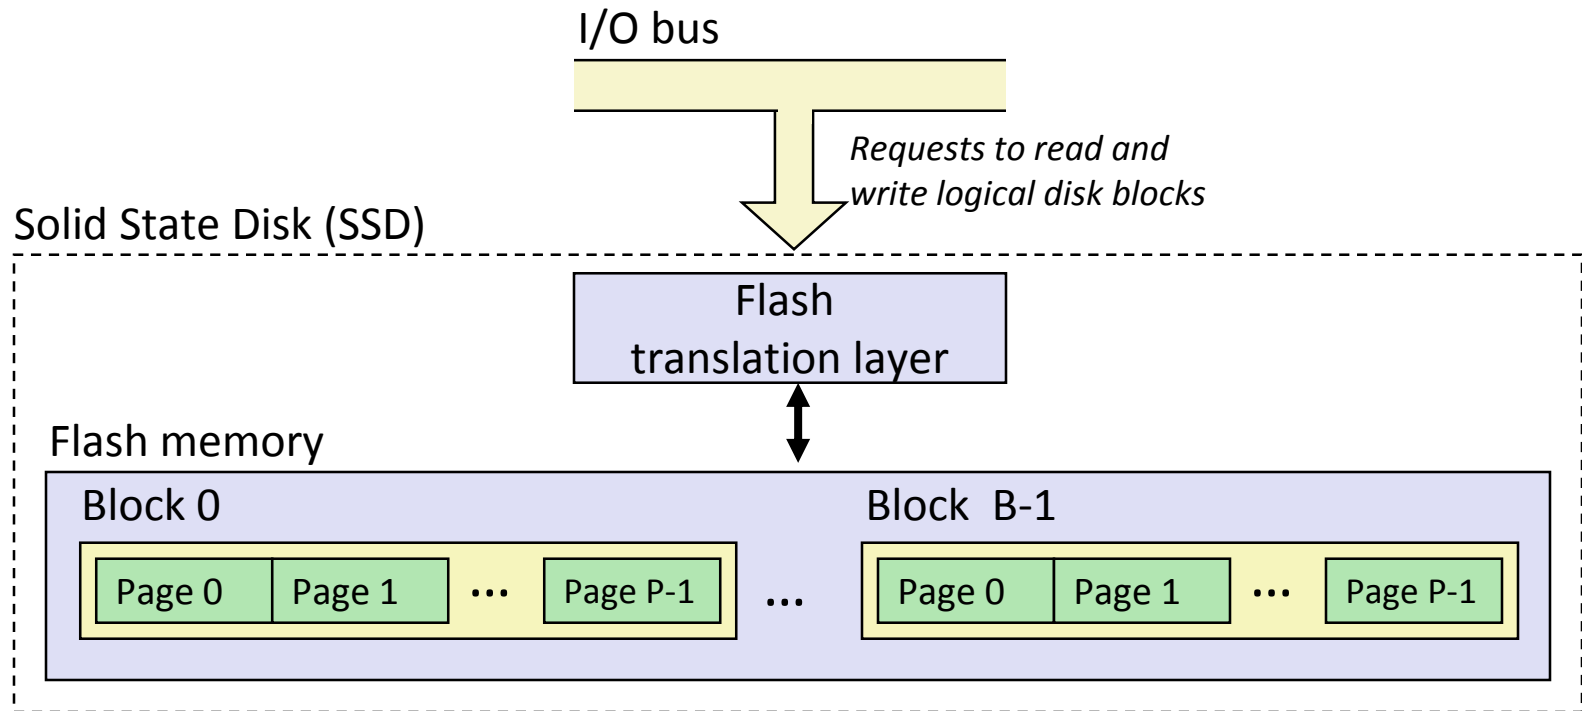 I/O bus
Requests to read and
write logical disk blocks
Solid State Disk (SSD)
Flash
translation layer
Flash memory
Block 0
Block B-1
Page 0 Page 1 ... Page P-1 ... Page 0 Page 1 ... Page P-1